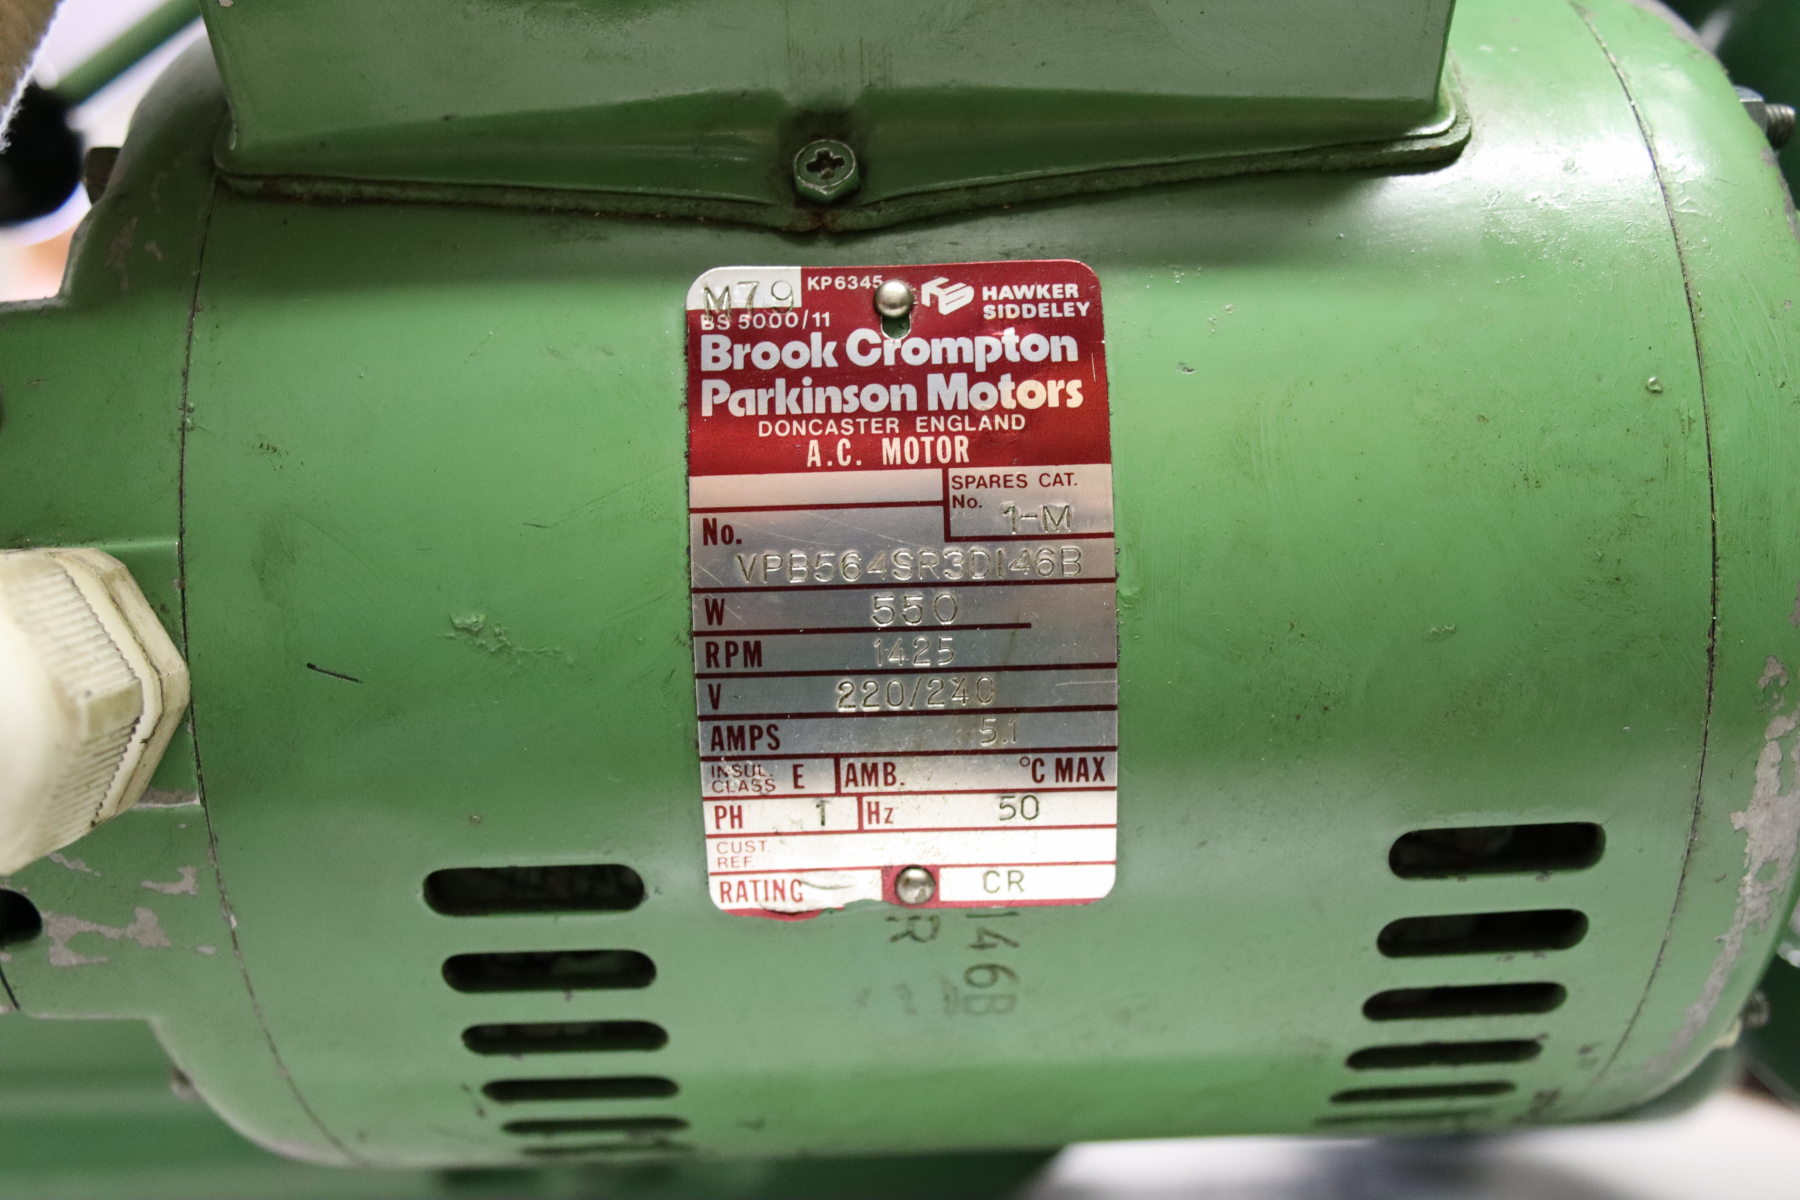 M79 KP6345
HAWKER
SIDDELEY
BS 5000/11
Brook Crompton
Parkinson Motors
DONCASTER ENGLAND
A.C. MOTOR
SPARES CAT.
No. 1-M
No.
VPB564SR3D146B
W 550
RPM 1425
V 220/240
AMPS 5.1
INSUL. CLASS E AMB. °C MAX
PH 1 Hz 50
CUST. REF.
RATING CR
146B
R